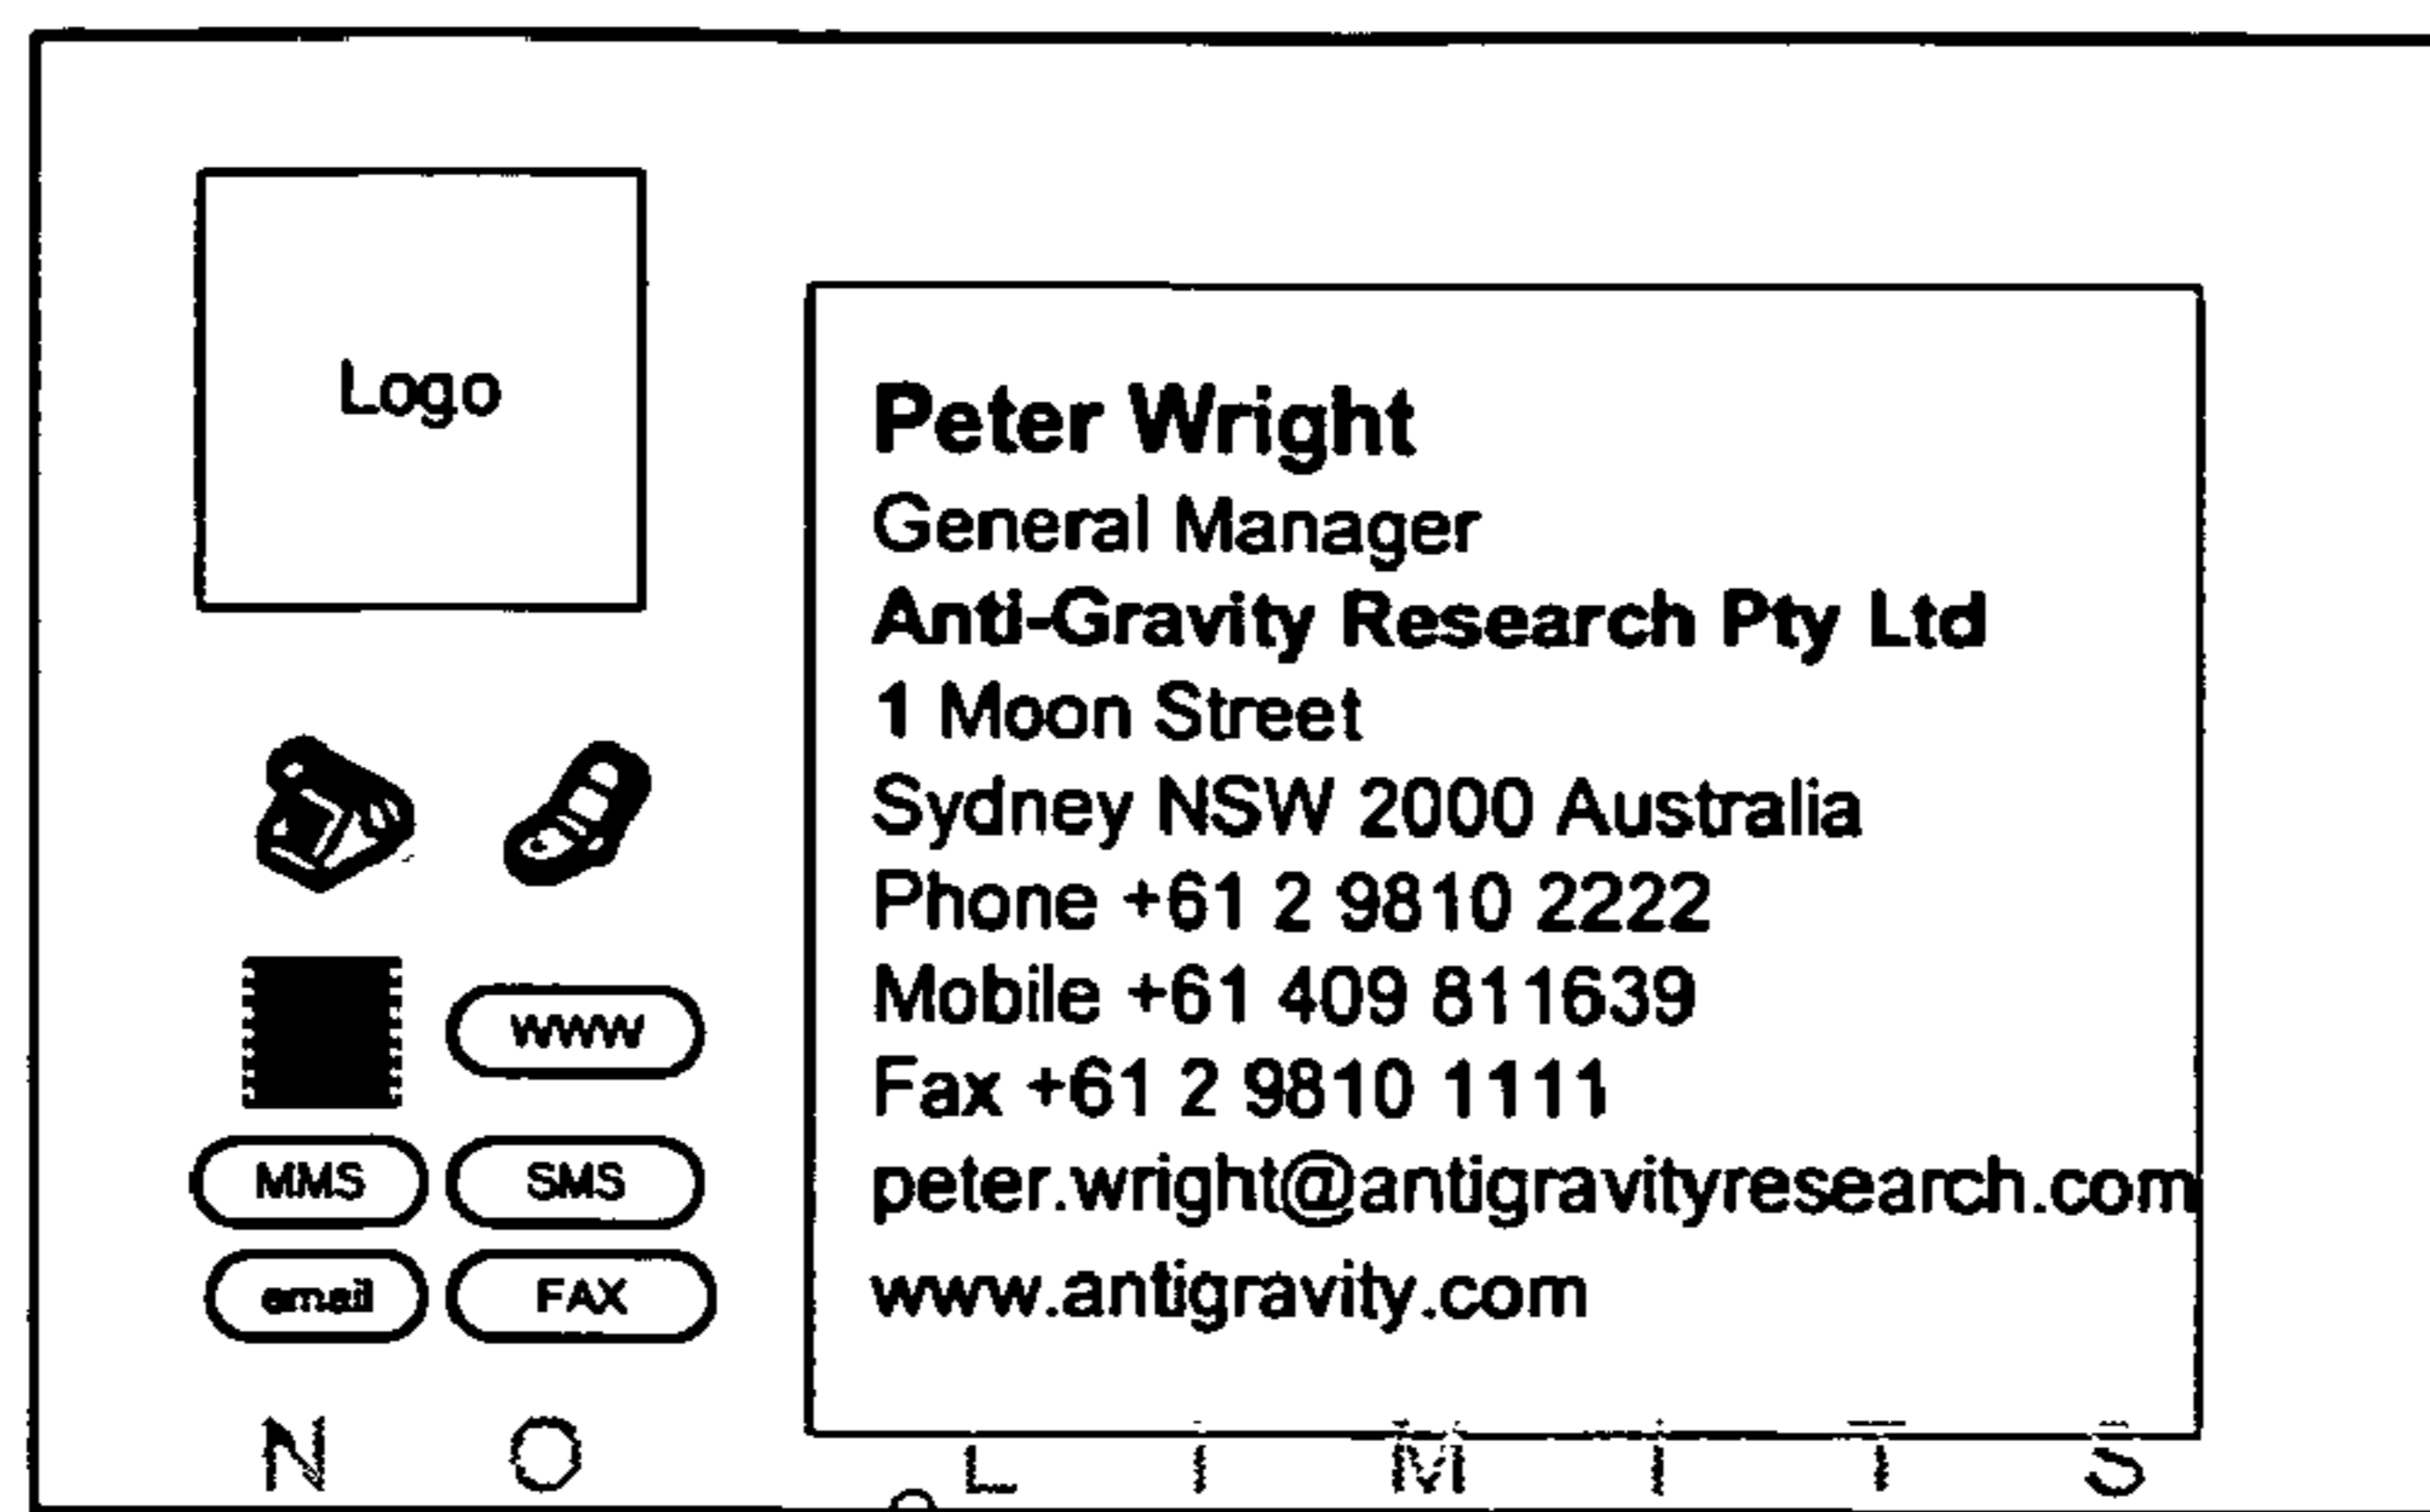 Logo
Peter Wright
General Manager
Anti-Gravity Research Pty Ltd
1 Moon Street
Sydney NSW 2000 Australia
Phone +61 2 9810 2222
Mobile +61 409 811639
Fax +61 2 9810 1111
peter.wright@antigravityresearch.com
www.antigravity.com
www
MMS SMS
email FAX
N O L I M I T S